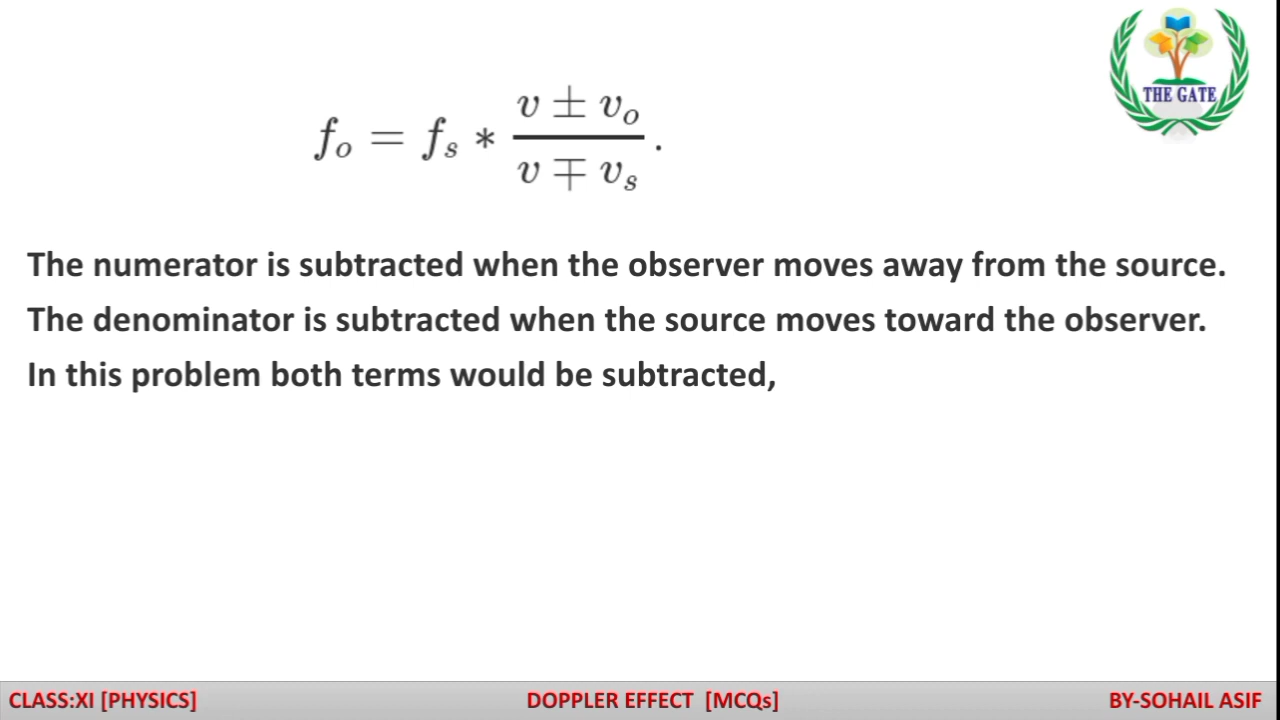 THE GATE
f_o = f_s * \frac{v ± v_o}{v ∓ v_s}.
The numerator is subtracted when the observer moves away from the source.
The denominator is subtracted when the source moves toward the observer.
In this problem both terms would be subtracted,
CLASS:XI [PHYSICS] DOPPLER EFFECT [MCQs] BY-SOHAIL ASIF